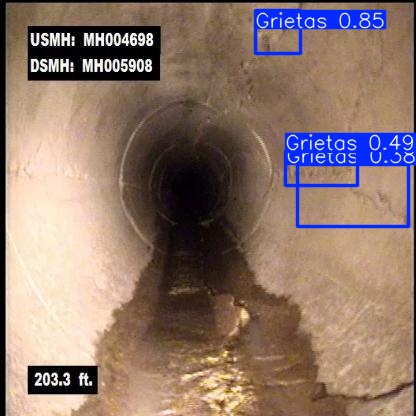 Grietas 0.85
USMH: MH004698
DSMH: MH005908
Grietas 0.49
Grietas 0.38
203.3 ft.